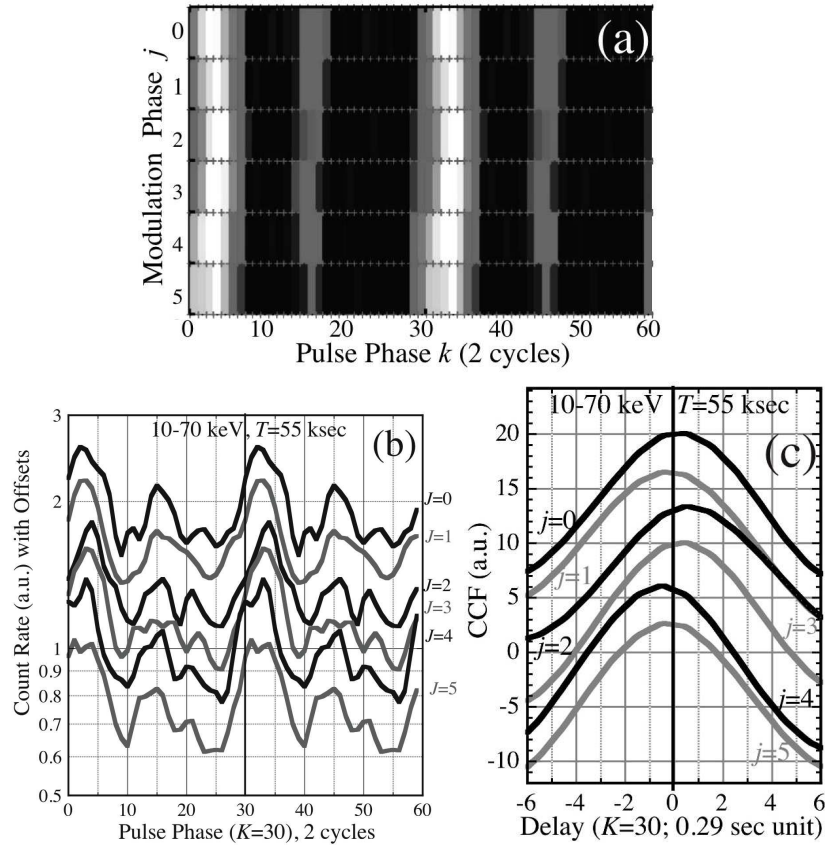 (a)
Modulation Phase j
0
1
2
3
4
5
0 10 20 30 40 50 60
Pulse Phase k (2 cycles)
(b)
10-70 keV, T=55 ksec
Count Rate (a.u.) with Offsets
3
2
1
0.9
0.8
0.7
0.6
0.5
J=0
J=1
J=2
J=3
J=4
J=5
0 10 20 30 40 50 60
Pulse Phase (K=30), 2 cycles
(c)
10-70 keV T=55 ksec
CCF (a.u.)
20
15
10
5
0
-5
-10
j=0
j=1
j=2
j=3
j=4
j=5
-6 -4 -2 0 2 4 6
Delay (K=30; 0.29 sec unit)